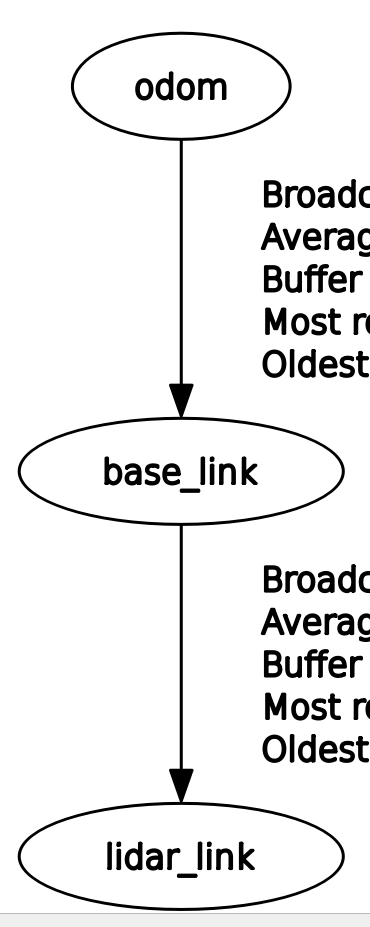 odom
Broadc
Averag
Buffer
Most re
Oldest
base_link
Broadc
Averag
Buffer
Most re
Oldest
lidar_link